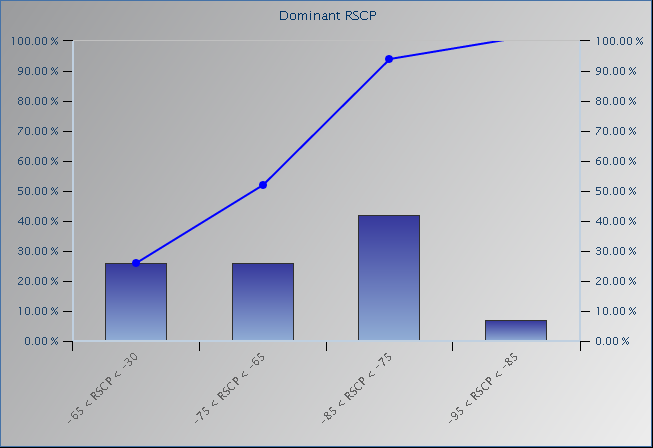 Dominant RSCP
100.00 % 100.00 %
90.00 % 90.00 %
80.00 % 80.00 %
70.00 % 70.00 %
60.00 % 60.00 %
50.00 % 50.00 %
40.00 % 40.00 %
30.00 % 30.00 %
20.00 % 20.00 %
10.00 % 10.00 %
0.00 % 0.00 %
-65 < RSCP < -30
-75 < RSCP < -65
-85 < RSCP < -75
-95 < RSCP < -85